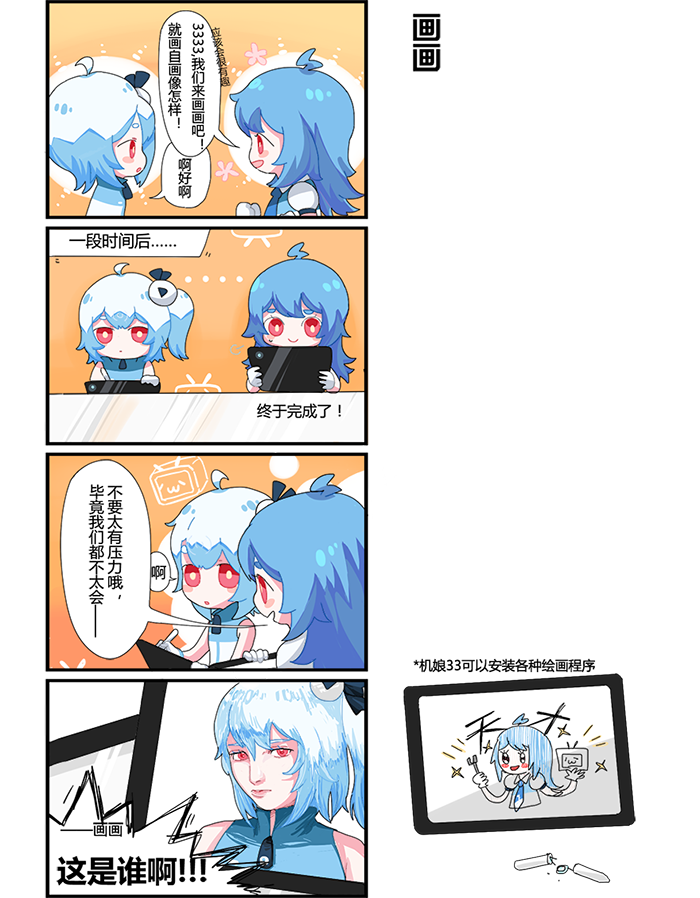 画画
3333,我们来画画吧！
就画自画像怎样！
应该会很有趣
啊好啊
一段时间后……
终于完成了！
不要太有压力哦，
毕竟我们都不太会——
啊
——画画
这是谁啊!!!
*机娘33可以安装各种绘画程序
天才